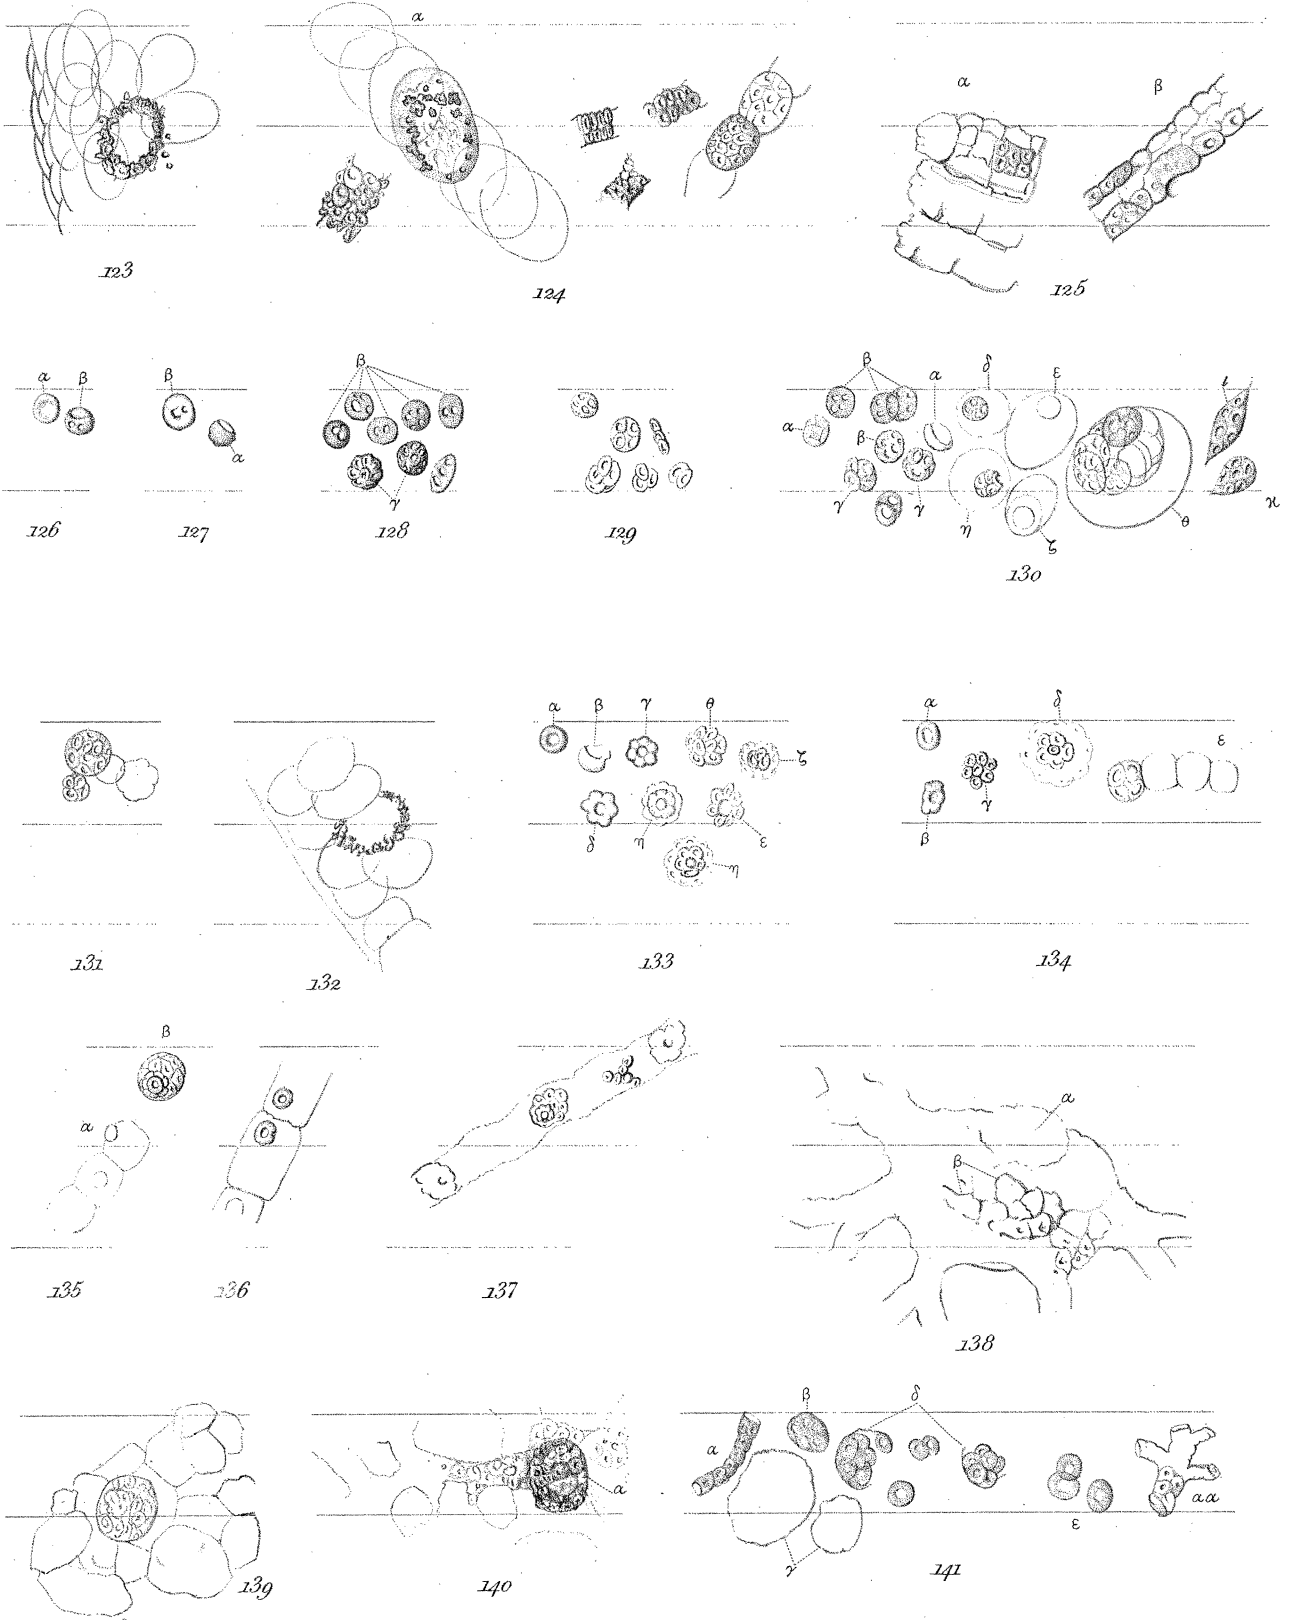 α
α
β
123
124
125
α
β
β
β
β
α
δ
ε
ι
α
α
β
γ
γ
γ
η
ζ
θ
ϰ
126
127
128
129
130
α
β
γ
θ
ζ
α
δ
ε
δ
η
ε
β
γ
η
131
132
133
134
β
α
α
β
135
136
137
138
β
δ
α
α
αα
γ
ε
139
140
141